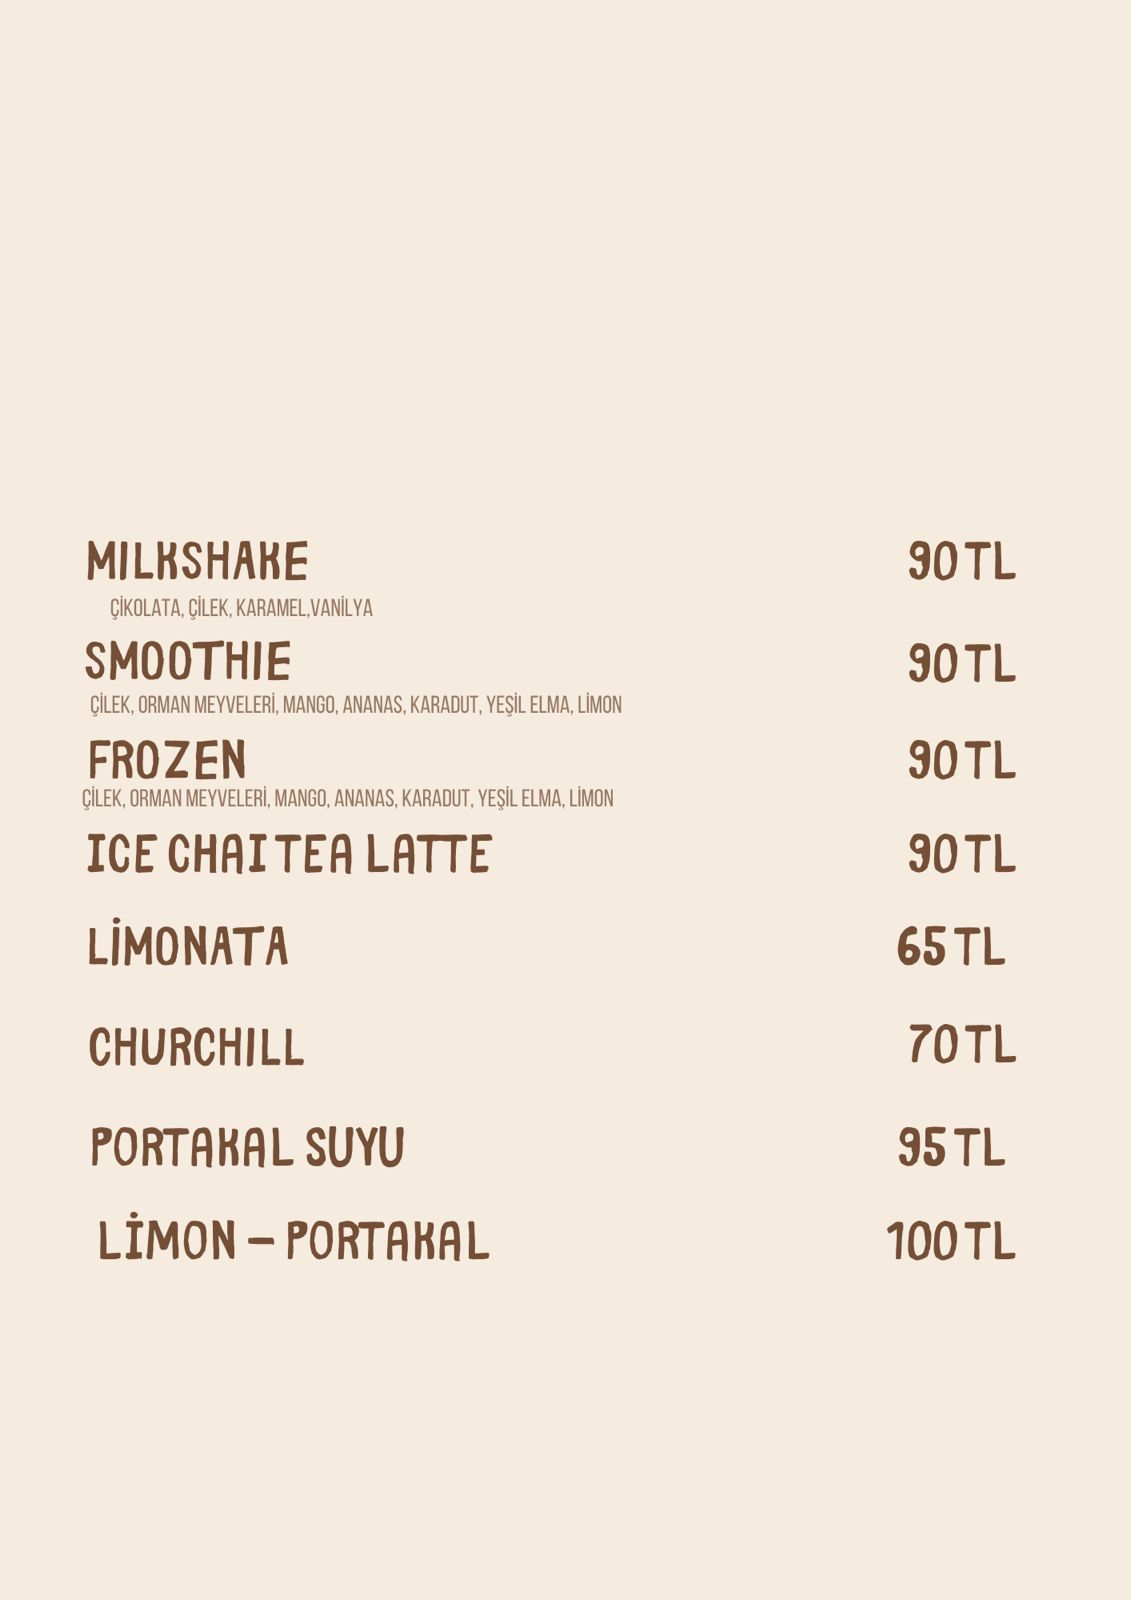 MILKSHAKE 90 TL
ÇİKOLATA, ÇİLEK, KARAMEL,VANİLYA
SMOOTHIE 90 TL
ÇİLEK, ORMAN MEYVELERİ, MANGO, ANANAS, KARADUT, YEŞİL ELMA, LİMON
FROZEN 90 TL
ÇİLEK, ORMAN MEYVELERİ, MANGO, ANANAS, KARADUT, YEŞİL ELMA, LİMON
ICE CHAI TEA LATTE 90 TL
LİMONATA 65 TL
CHURCHILL 70 TL
PORTAKAL SUYU 95 TL
LİMON – PORTAKAL 100 TL